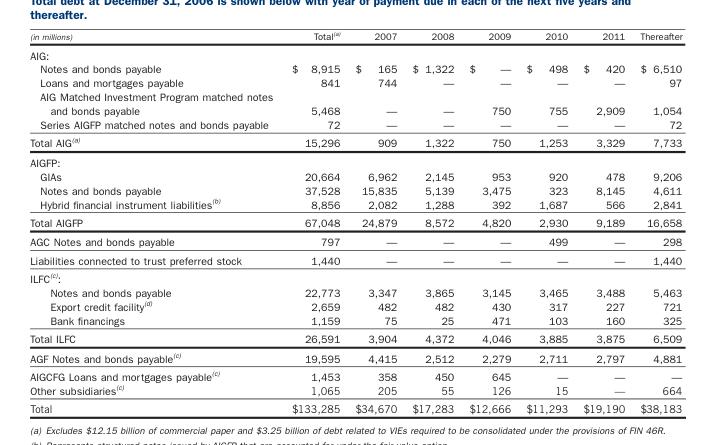 Total debt at December 31, 2006 is shown below with year of payment due in each of the next five years and
thereafter.
(in millions) Total(a) 2007 2008 2009 2010 2011 Thereafter
AIG:
Notes and bonds payable $ 8,915 $ 165 $ 1,322 $ — $ 498 $ 420 $ 6,510
Loans and mortgages payable 841 744 — — — — 97
AIG Matched Investment Program matched notes
and bonds payable 5,468 — — 750 755 2,909 1,054
Series AIGFP matched notes and bonds payable 72 — — — — — 72
Total AIG(a) 15,296 909 1,322 750 1,253 3,329 7,733
AIGFP:
GIAs 20,664 6,962 2,145 953 920 478 9,206
Notes and bonds payable 37,528 15,835 5,139 3,475 323 8,145 4,611
Hybrid financial instrument liabilities(b) 8,856 2,082 1,288 392 1,687 566 2,841
Total AIGFP 67,048 24,879 8,572 4,820 2,930 9,189 16,658
AGC Notes and bonds payable 797 — — — 499 — 298
Liabilities connected to trust preferred stock 1,440 — — — — — 1,440
ILFC(c):
Notes and bonds payable 22,773 3,347 3,865 3,145 3,465 3,488 5,463
Export credit facility(d) 2,659 482 482 430 317 227 721
Bank financings 1,159 75 25 471 103 160 325
Total ILFC 26,591 3,904 4,372 4,046 3,885 3,875 6,509
AGF Notes and bonds payable(c) 19,595 4,415 2,512 2,279 2,711 2,797 4,881
AIGCFG Loans and mortgages payable(c) 1,453 358 450 645 — — —
Other subsidiaries(c) 1,065 205 55 126 15 — 664
Total $133,285 $34,670 $17,283 $12,666 $11,293 $19,190 $38,183
(a) Excludes $12.15 billion of commercial paper and $3.25 billion of debt related to VIEs required to be consolidated under the provisions of FIN 46R.